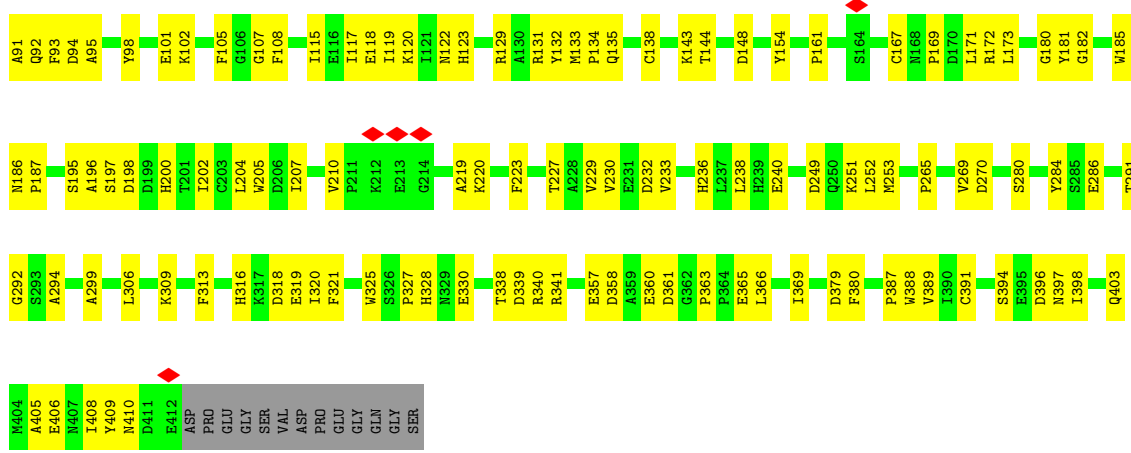 A91 Q92 F93 D94 A95 Y98 E101 K102 F105 G106 G107 F108 I115 E116 I117 E118 I119 K120 I121 N122 H123 R129 A130 R131 Y132 M133 P134 Q135 C138 K143 T144 D148 Y154 P161 S164 C167 N168 P169 D170 L171 R172 L173 G180 Y181 G182 W185
N186 P187 S195 A196 S197 D198 D199 H200 T201 I202 C203 L204 W205 D206 I207 V210 P211 K212 E213 G214 A219 K220 F223 T227 A228 V229 V230 E231 D232 V233 H236 L237 L238 H239 E240 D249 Q250 K251 L252 M253 P265 V269 D270 S280 Y284 S285 E286 T291
G292 S293 A294 A299 L306 K309 F313 H316 K317 D318 E319 I320 F321 W325 S326 P327 H328 N329 E330 T338 D339 R340 R341 E357 D358 A359 E360 D361 G362 P363 P364 E365 L366 I369 D379 F380 P387 W388 V389 I390 C391 S394 E395 D396 N397 I398 Q403
M404 A405 E406 N407 I408 Y409 N410 D411 E412 ASP PRO GLU GLY SER VAL ASP PRO GLU GLY GLN GLY SER